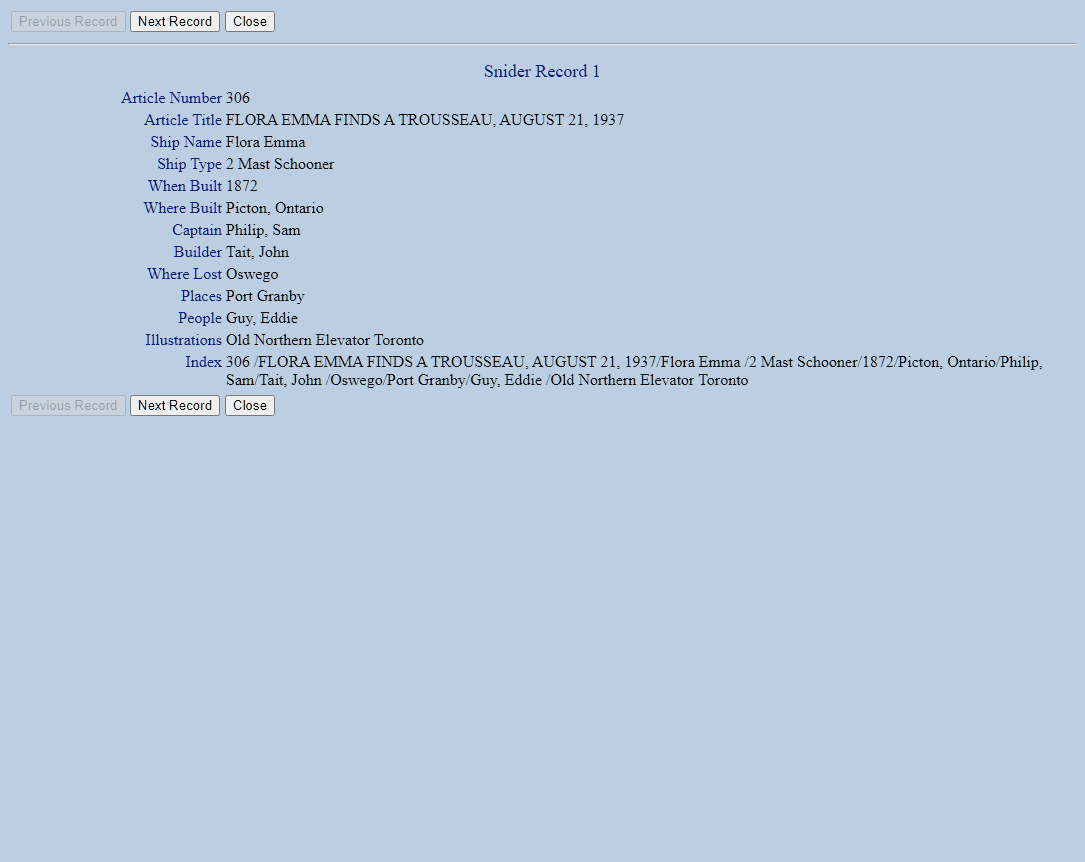 Previous Record Next Record Close
Snider Record 1
Article Number 306
Article Title FLORA EMMA FINDS A TROUSSEAU, AUGUST 21, 1937
Ship Name Flora Emma
Ship Type 2 Mast Schooner
When Built 1872
Where Built Picton, Ontario
Captain Philip, Sam
Builder Tait, John
Where Lost Oswego
Places Port Granby
People Guy, Eddie
Illustrations Old Northern Elevator Toronto
Index 306 /FLORA EMMA FINDS A TROUSSEAU, AUGUST 21, 1937/Flora Emma /2 Mast Schooner/1872/Picton, Ontario/Philip,
Sam/Tait, John /Oswego/Port Granby/Guy, Eddie /Old Northern Elevator Toronto
Previous Record Next Record Close